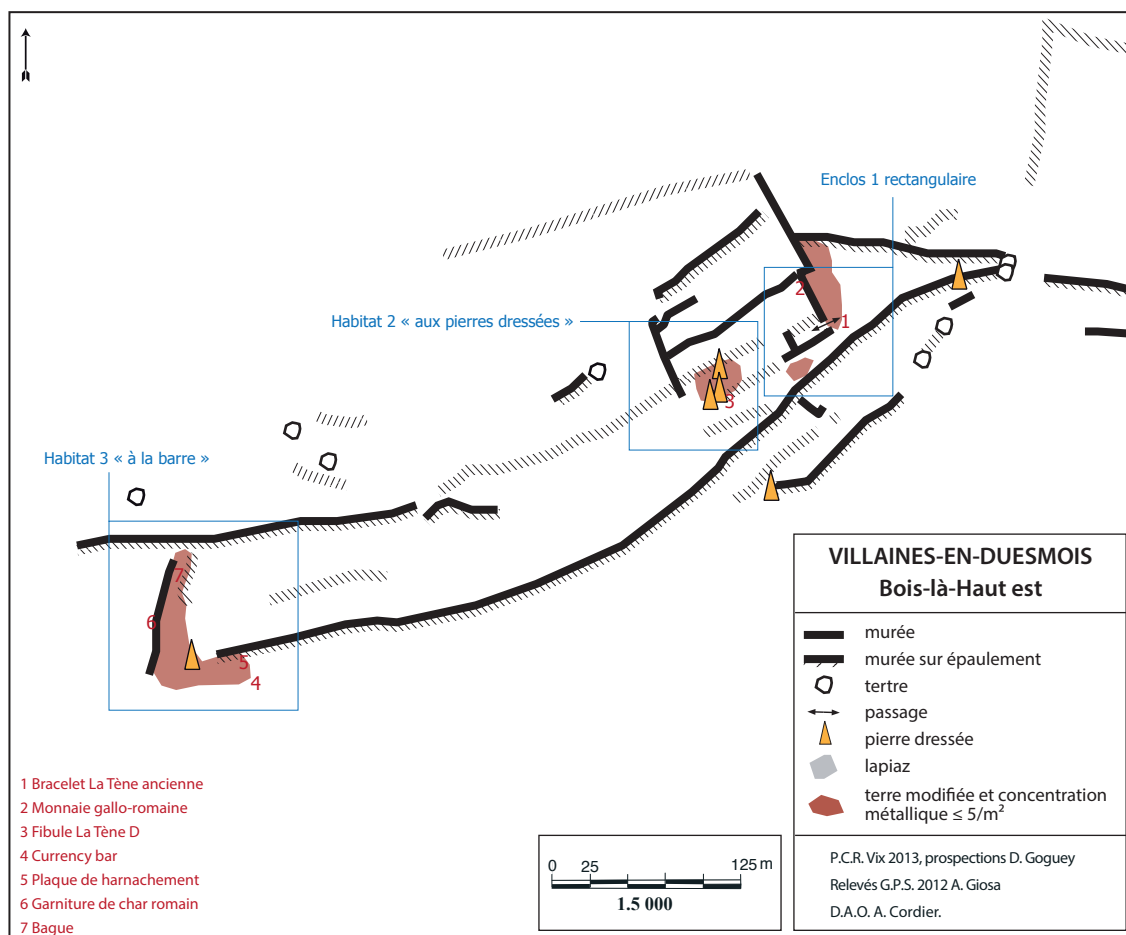 Enclos 1 rectangulaire
2
1
Habitat 2 « aux pierres dressées »
3
Habitat 3 « à la barre »
7
6
5
4
VILLAINES-EN-DUESMOIS
Bois-là-Haut est
murée
murée sur épaulement
tertre
passage
pierre dressée
lapiaz
terre modifiée et concentration
métallique ≤ 5/m²
P.C.R. Vix 2013, prospections D. Goguey
Relevés G.P.S. 2012 A. Giosa
D.A.O. A. Cordier.
1 Bracelet La Tène ancienne
2 Monnaie gallo-romaine
3 Fibule La Tène D
4 Currency bar
5 Plaque de harnachement
6 Garniture de char romain
7 Bague
0 25 125 m
1.5 000